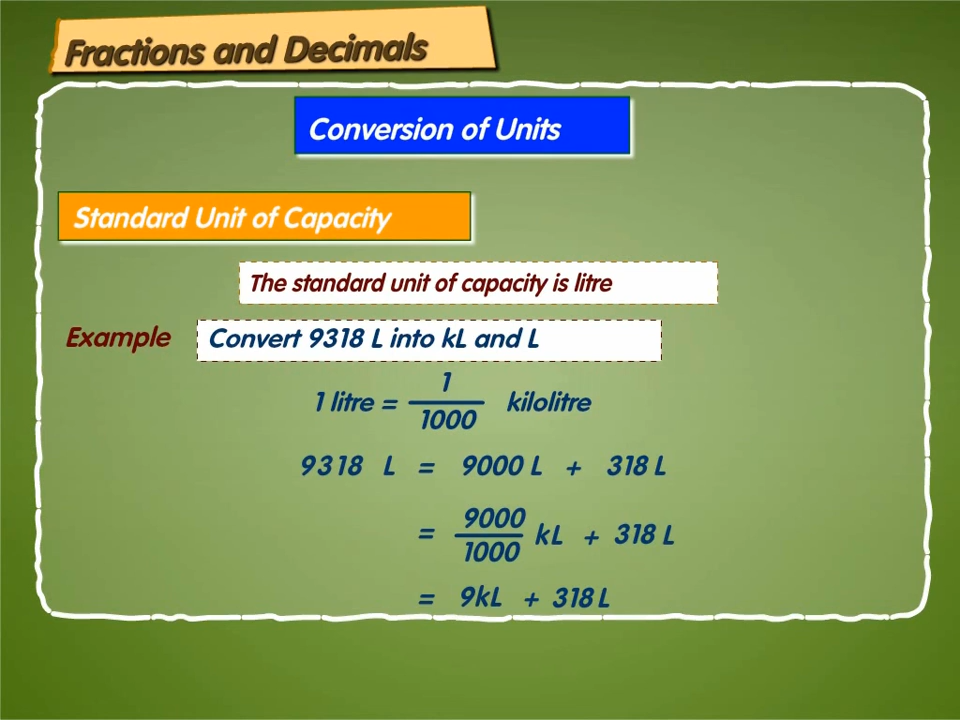 Fractions and Decimals
Conversion of Units
Standard Unit of Capacity
The standard unit of capacity is litre
Example Convert 9318 L into kL and L
1 litre = 1/1000 kilolitre
9318 L = 9000 L + 318 L
= 9000/1000 kL + 318 L
= 9kL + 318 L